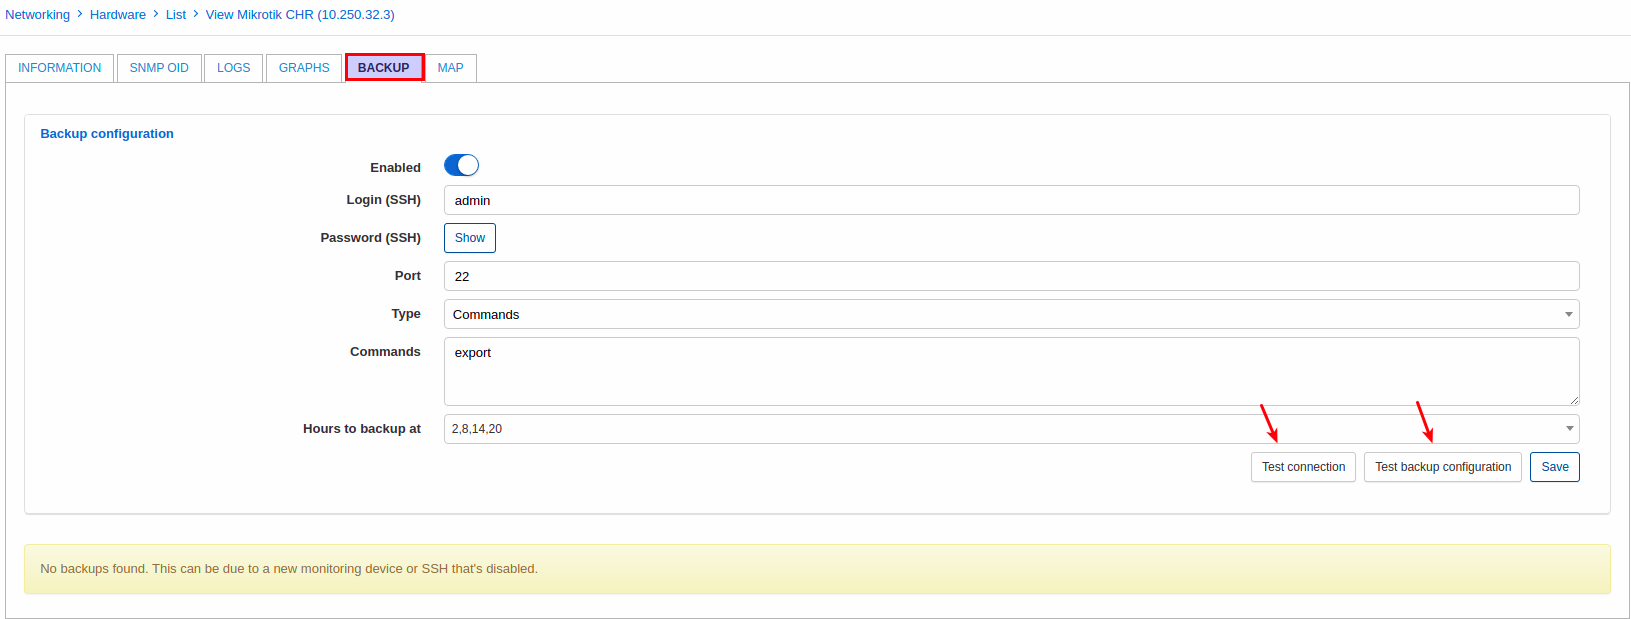 Networking > Hardware > List > View Mikrotik CHR (10.250.32.3)
INFORMATION SNMP OID LOGS GRAPHS BACKUP MAP
Backup configuration
Enabled
Login (SSH) admin
Password (SSH) Show
Port 22
Type Commands
Commands export
Hours to backup at 2,8,14,20
Test connection Test backup configuration Save
No backups found. This can be due to a new monitoring device or SSH that's disabled.